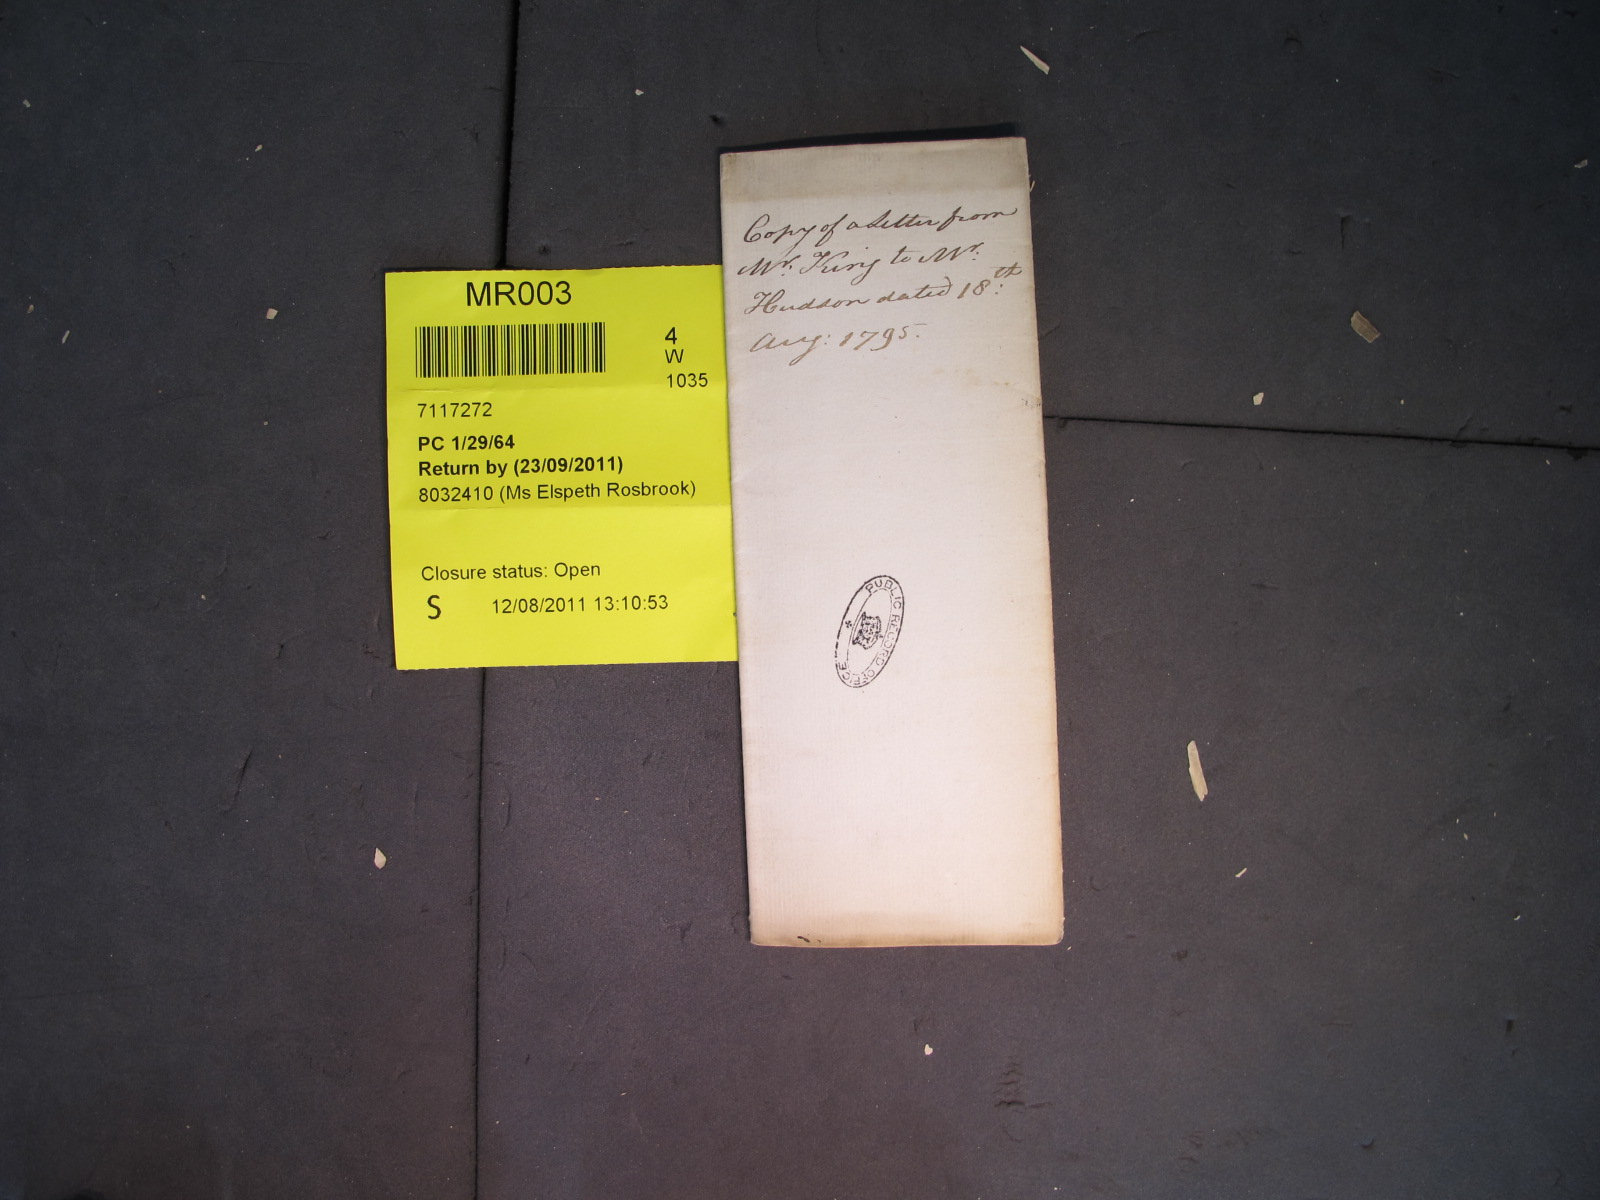 MR003
4
W
1035
7117272
PC 1/29/64
Return by (23/09/2011)
8032410 (Ms Elspeth Rosbrook)
Closure status: Open
S 12/08/2011 13:10:53
Copy of a Letter from
Mr. King to Mr.
Hudson dated 18:th
Aug: 1795.
PUBLIC RECORD OFFICE